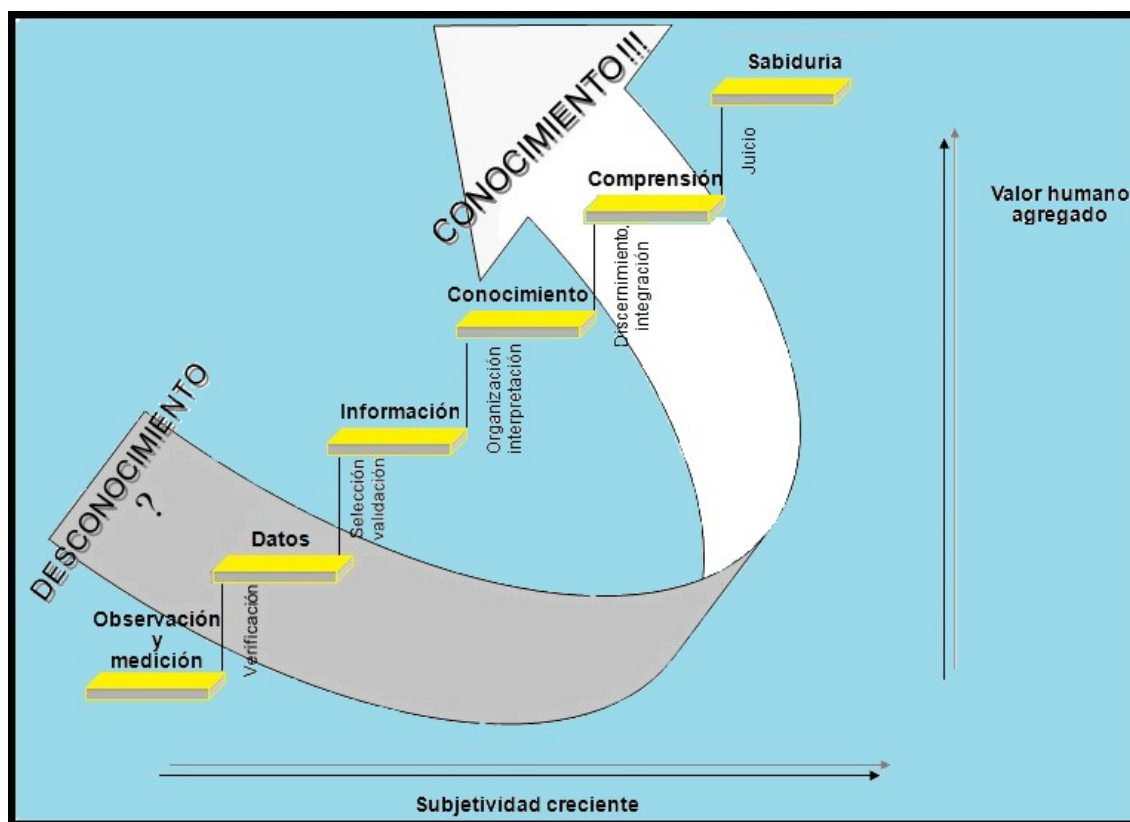 CONOCIMIENTO!!!
Sabiduria
Juicio
Comprensión
Valor humano
agregado
Discernimiento,
integración
Conocimiento
Organización
interpretación
Información
Selección
validación
DESCONOCIMIENTO
?
Datos
Verificación
Observación
y
medición
Subjetividad creciente